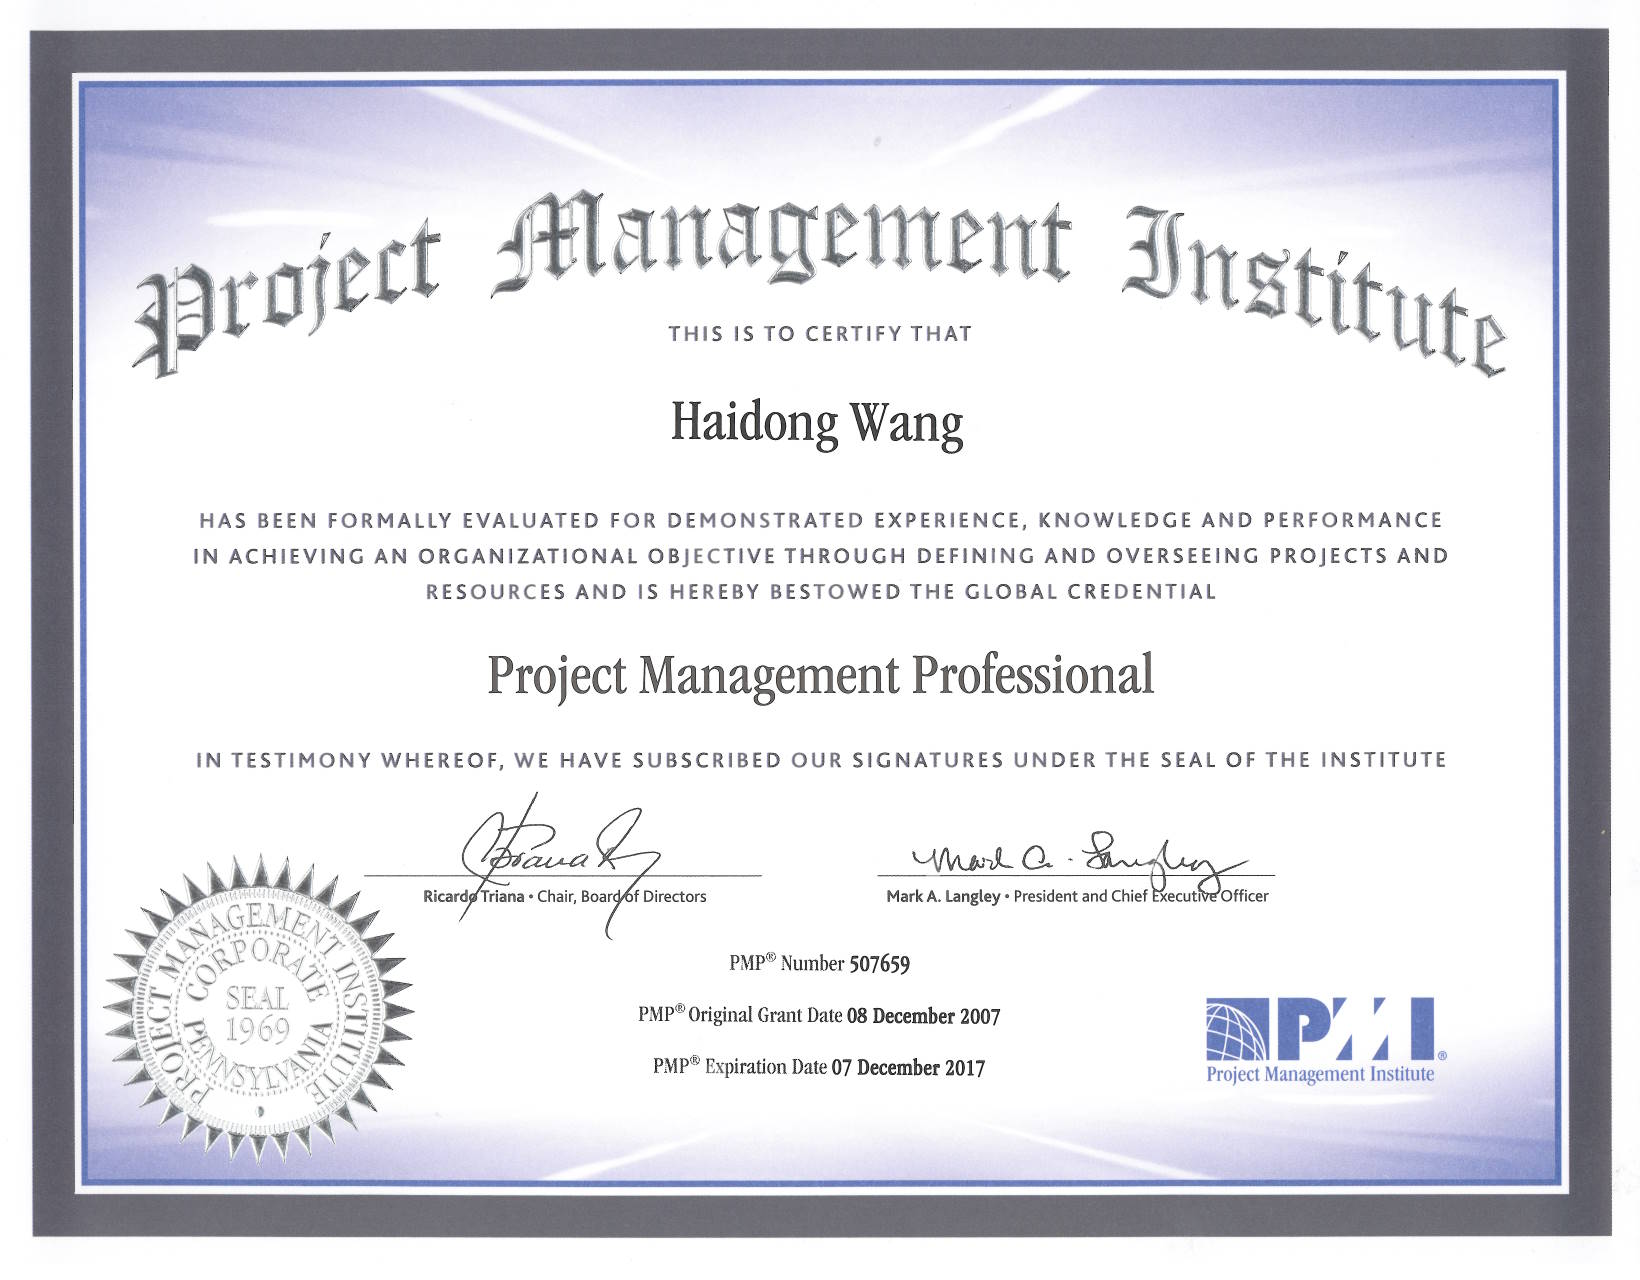 Project Management Institute
THIS IS TO CERTIFY THAT
Haidong Wang
HAS BEEN FORMALLY EVALUATED FOR DEMONSTRATED EXPERIENCE, KNOWLEDGE AND PERFORMANCE
IN ACHIEVING AN ORGANIZATIONAL OBJECTIVE THROUGH DEFINING AND OVERSEEING PROJECTS AND
RESOURCES AND IS HEREBY BESTOWED THE GLOBAL CREDENTIAL
Project Management Professional
IN TESTIMONY WHEREOF, WE HAVE SUBSCRIBED OUR SIGNATURES UNDER THE SEAL OF THE INSTITUTE
Mark A. Langley
Ricardo Triana • Chair, Board of Directors
Mark A. Langley • President and Chief Executive Officer
PROJECT MANAGEMENT INSTITUTE
CORPORATE
SEAL
1969
PENNSYLVANIA
PMP® Number 507659
PMP® Original Grant Date 08 December 2007
PMP® Expiration Date 07 December 2017
PMI®
Project Management Institute